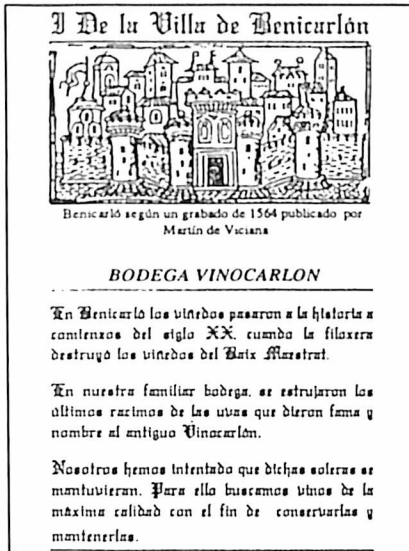 I De la Villa de Benicarlón
Benicarló según un grabado de 1564 publicado por
Martín de Viciana
BODEGA VINOCARLON
En Benicarló los viñedos pasaron a la historia a
comienzos del siglo XX, cuando la filoxera
destruyó los viñedos del Baix Maestrat.
En nuestra familiar bodega, se estrujaron los
últimos racimos de las uvas que dieron fama y
nombre al antiguo Vinocarlón.
Nosotros hemos intentado que dichas soleras se
mantuvieran. Para ello buscamos vinos de la
máxima calidad con el fin de conservarlas y
mantenerlas.